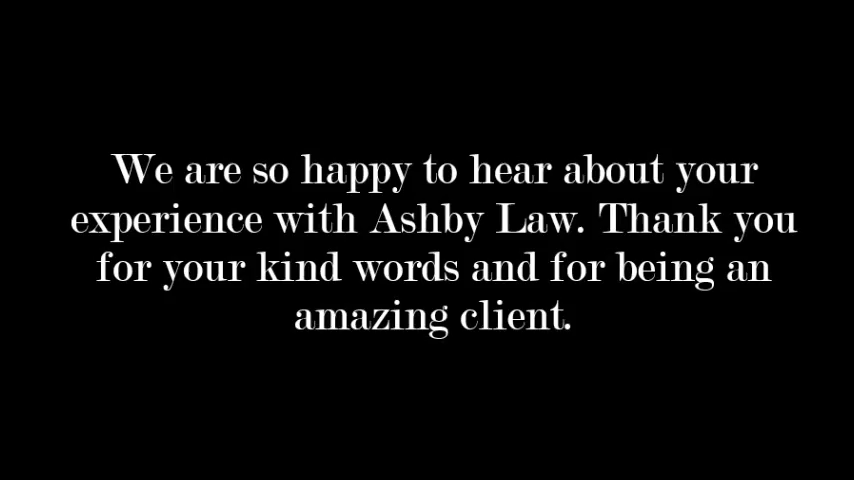 We are so happy to hear about your
experience with Ashby Law. Thank you
for your kind words and for being an
amazing client.